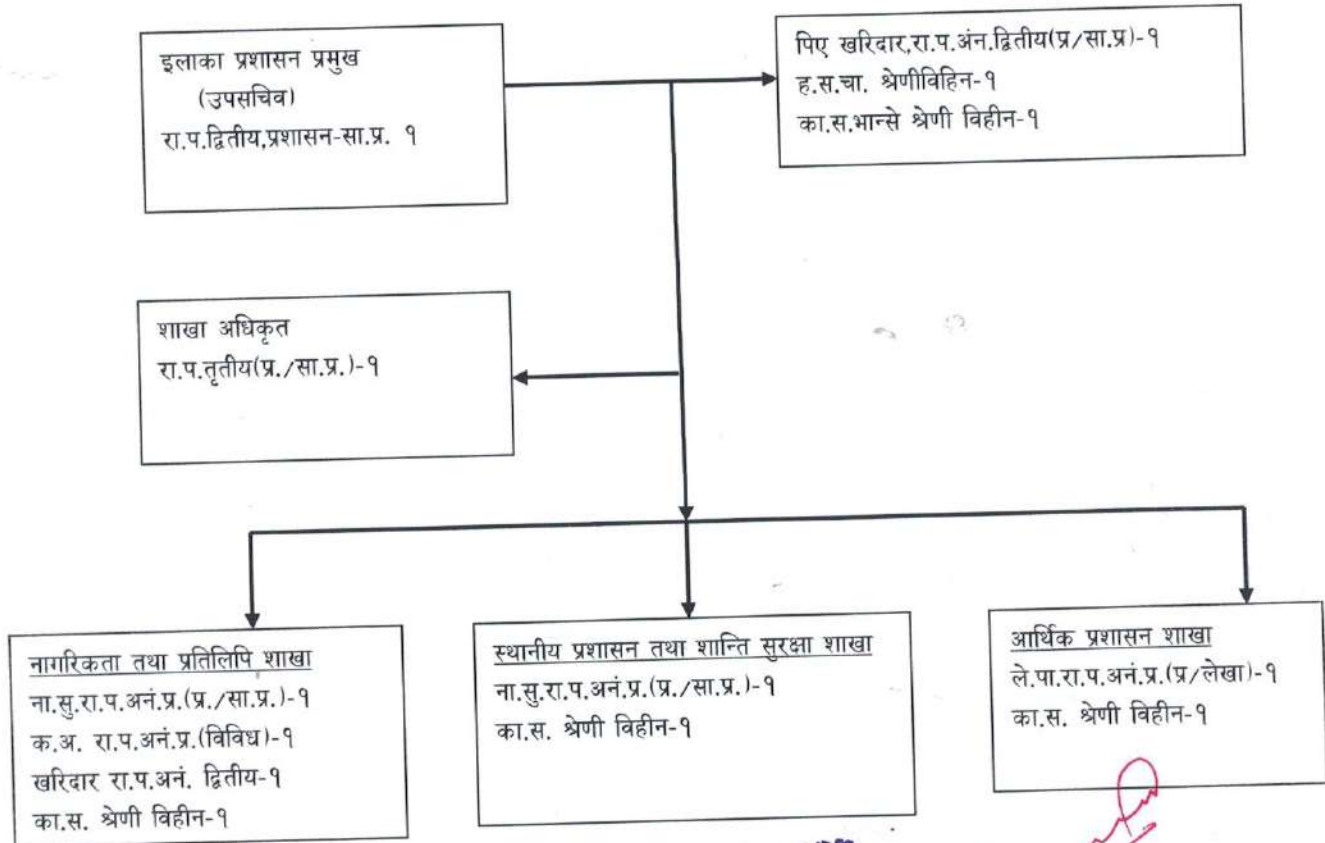 इलाका प्रशासन प्रमुख
(उपसचिव)
रा.प.द्वितीय,प्रशासन-सा.प्र. १
पिए खरिदार,रा.प.अंन.द्वितीय(प्र/सा.प्र)-१
ह.स.चा. श्रेणीविहिन-१
का.स.भान्से श्रेणी विहीन-१
शाखा अधिकृत
रा.प.तृतीय(प्र./सा.प्र.)-१
नागरिकता तथा प्रतिलिपि शाखा
ना.सु.रा.प.अनं.प्र.(प्र./सा.प्र.)-१
क.अ. रा.प.अनं.प्र.(विविध)-१
खरिदार रा.प.अनं. द्वितीय-१
का.स. श्रेणी विहीन-१
स्थानीय प्रशासन तथा शान्ति सुरक्षा शाखा
ना.सु.रा.प.अनं.प्र.(प्र./सा.प्र.)-१
का.स. श्रेणी विहीन-१
आर्थिक प्रशासन शाखा
ले.पा.रा.प.अनं.प्र.(प्र/लेखा)-१
का.स. श्रेणी विहीन-१